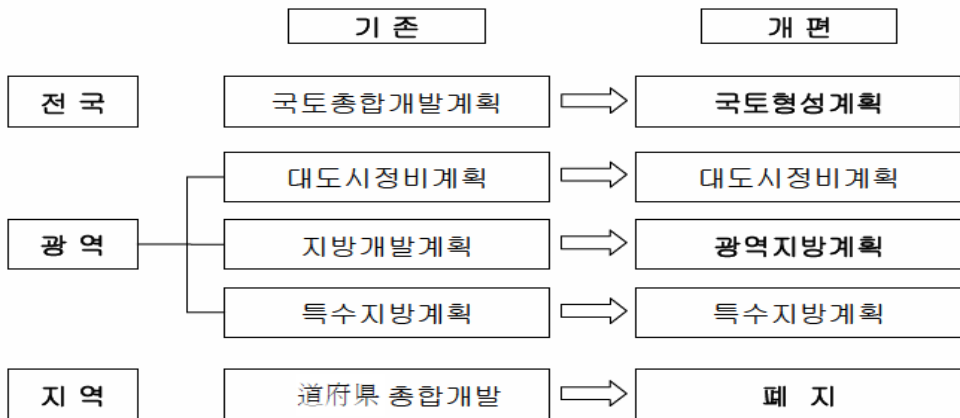 기 존
개 편
전 국
국토총합개발계획
국토형성계획
대도시정비계획
대도시정비계획
광 역
지방개발계획
광역지방계획
특수지방계획
특수지방계획
지 역
道府県 총합개발
폐 지